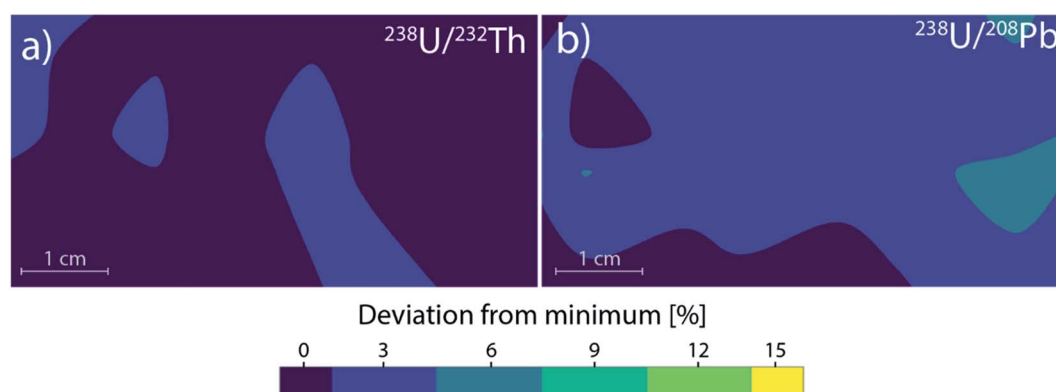 a) ²³⁸U/²³²Th
b) ²³⁸U/²⁰⁸Pb
1 cm
1 cm
Deviation from minimum [%]
0 3 6 9 12 15